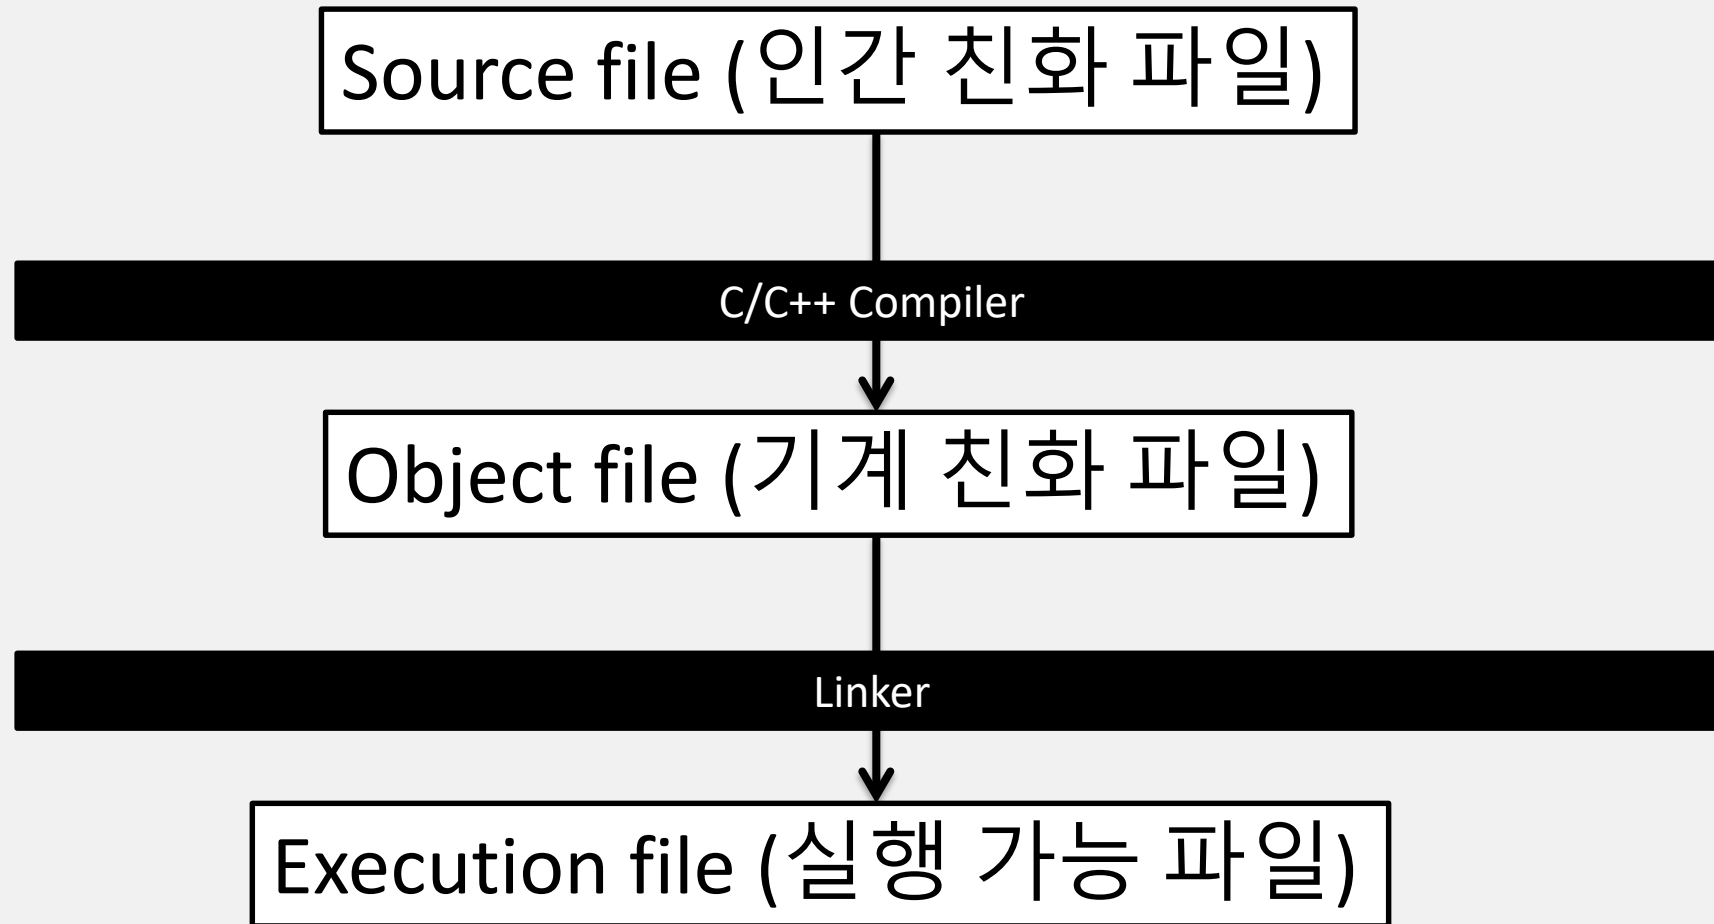 Source file (인간 친화 파일)
C/C++ Compiler
Object file (기계 친화 파일)
Linker
Execution file (실행 가능 파일)